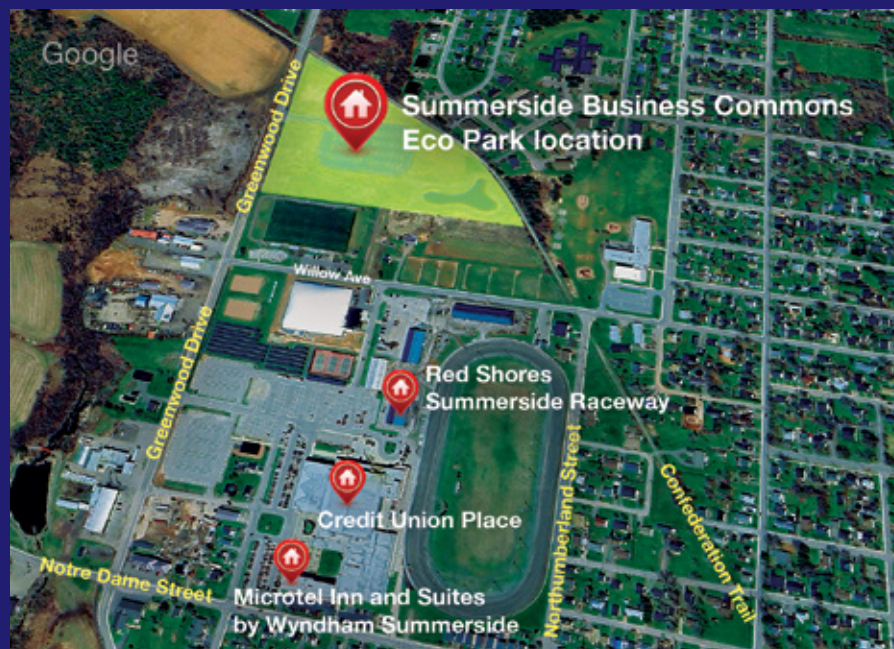 Google
Summerside Business Commons
Eco Park location
Greenwood Drive
Willow Ave
Greenwood Drive
Red Shores
Summerside Raceway
Credit Union Place
Northumberland Street
Confederation Trail
Notre Dame Street
Microtel Inn and Suites
by Wyndham Summerside